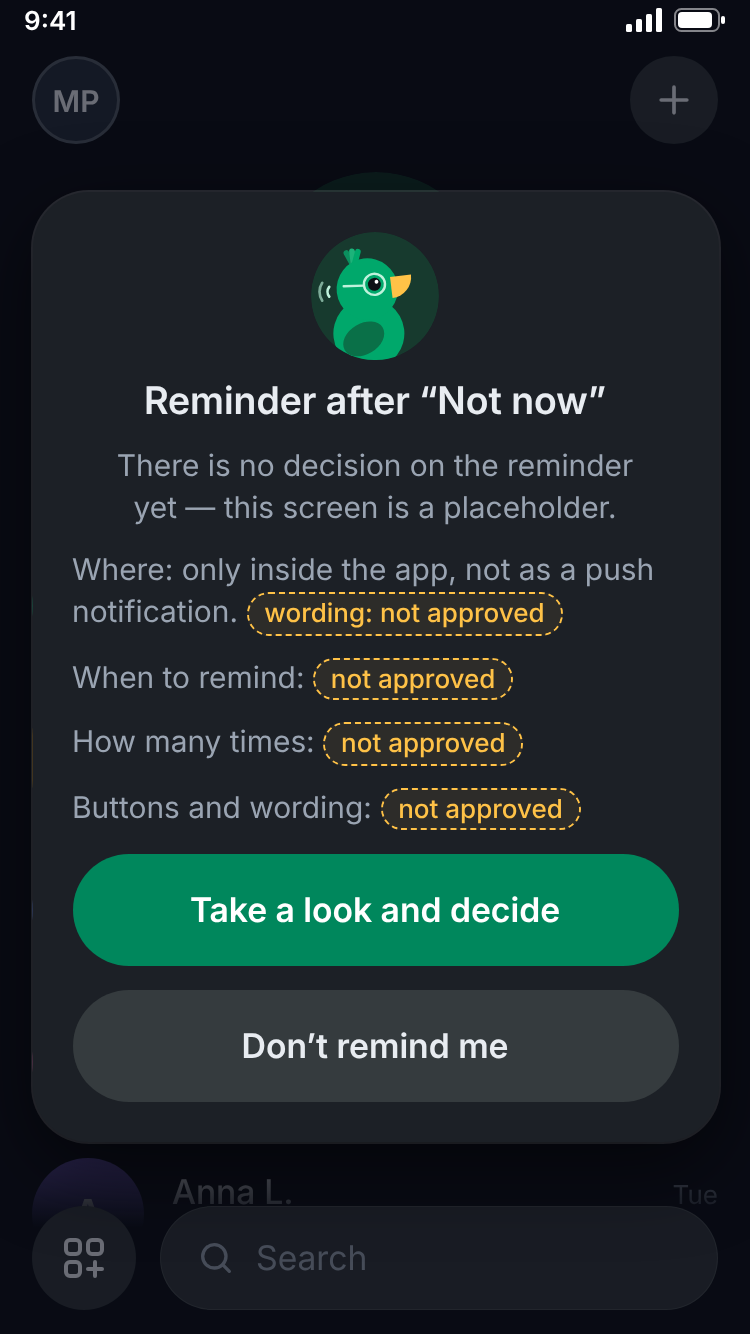 9:41
MP
Reminder after “Not now”
There is no decision on the reminder
yet — this screen is a placeholder.
Where: only inside the app, not as a push
notification. wording: not approved
When to remind: not approved
How many times: not approved
Buttons and wording: not approved
Take a look and decide
Don’t remind me
Anna L.
Tue
Search